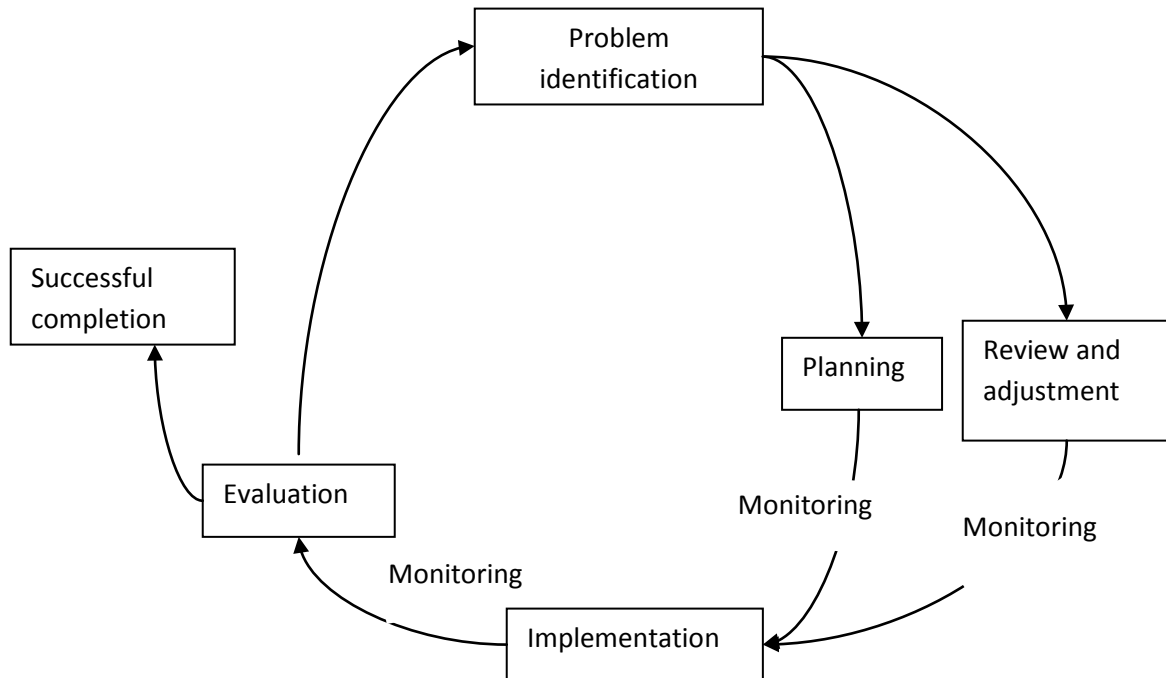 Problem
identification
Successful
completion
Planning
Review and
adjustment
Evaluation
Monitoring
Monitoring
Monitoring
Implementation